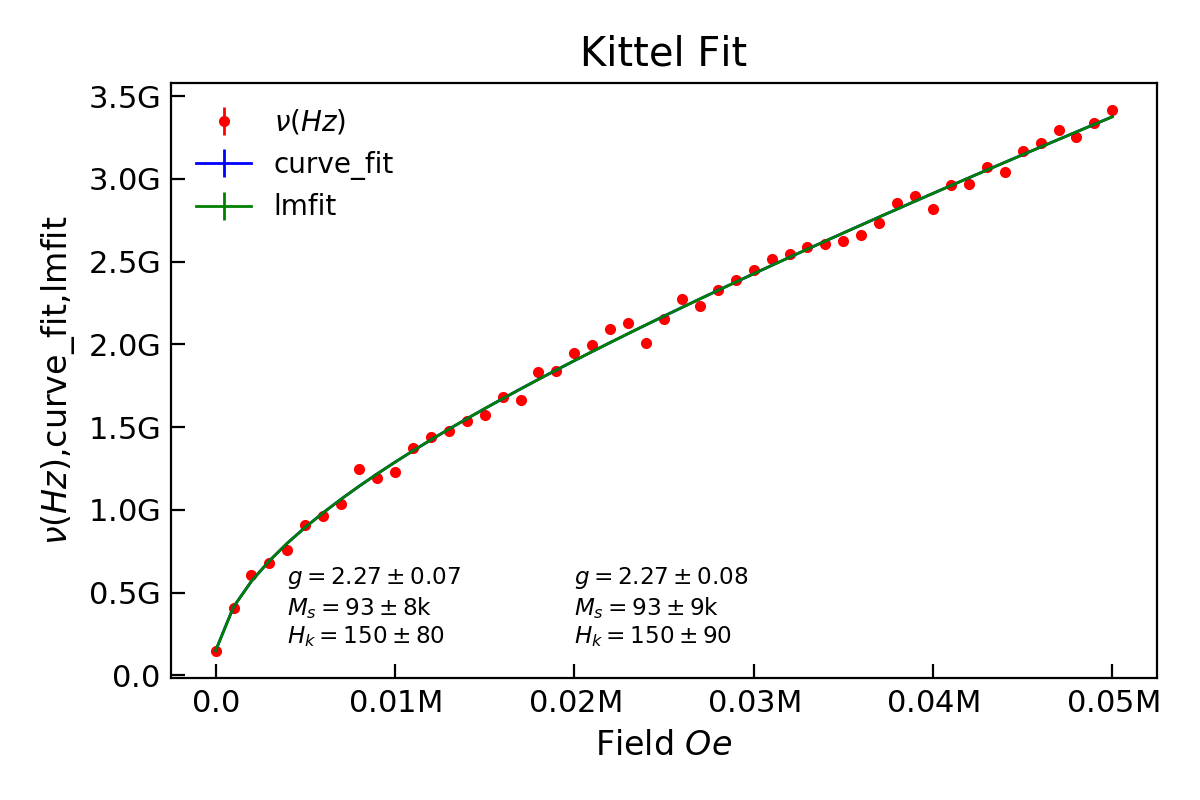 Kittel Fit
3.5G
3.0G
2.5G
2.0G
1.5G
1.0G
0.5G
0.0
ν(Hz),curve_fit,lmfit
ν(Hz)
curve_fit
lmfit
g = 2.27 ± 0.07
M_s = 93 ± 8k
H_k = 150 ± 80
g = 2.27 ± 0.08
M_s = 93 ± 9k
H_k = 150 ± 90
0.0 0.01M 0.02M 0.03M 0.04M 0.05M
Field Oe